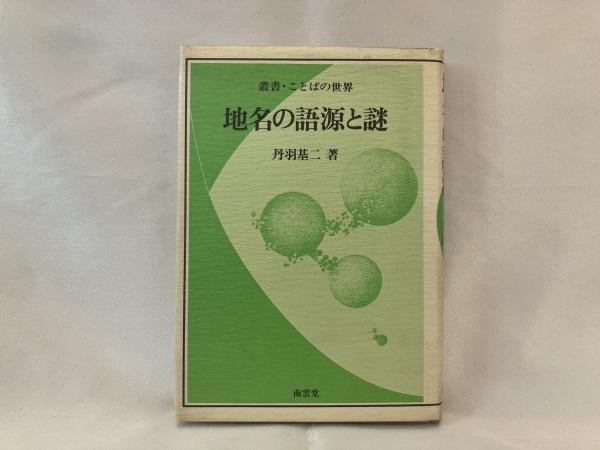 叢書・ことばの世界
地名の語源と謎
丹羽基二 著
南雲堂